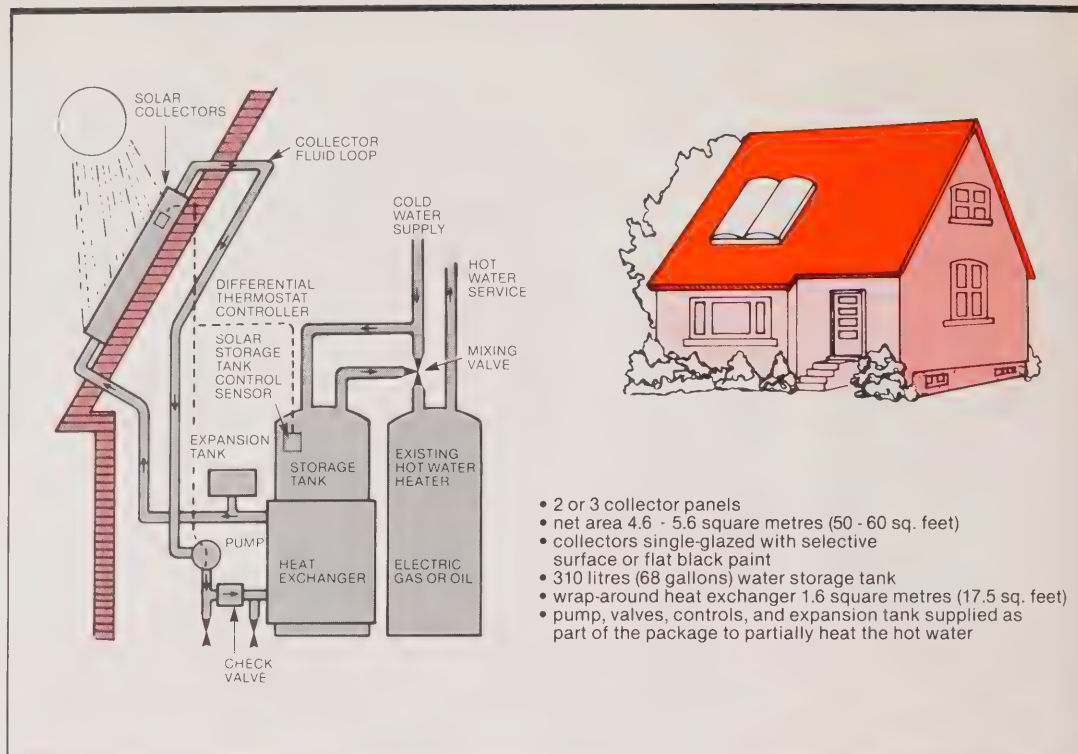 SOLAR
COLLECTORS
COLLECTOR
FLUID LOOP
COLD
WATER
SUPPLY
HOT
WATER
SERVICE
DIFFERENTIAL
THERMOSTAT
CONTROLLER
SOLAR
STORAGE
TANK
CONTROL
SENSOR
MIXING
VALVE
EXPANSION
TANK
STORAGE
TANK
EXISTING
HOT WATER
HEATER
PUMP
HEAT
EXCHANGER
ELECTRIC
GAS OR OIL
CHECK
VALVE
• 2 or 3 collector panels
• net area 4.6 - 5.6 square metres (50 - 60 sq. feet)
• collectors single-glazed with selective
surface or flat black paint
• 310 litres (68 gallons) water storage tank
• wrap-around heat exchanger 1.6 square metres (17.5 sq. feet)
• pump, valves, controls, and expansion tank supplied as
part of the package to partially heat the hot water